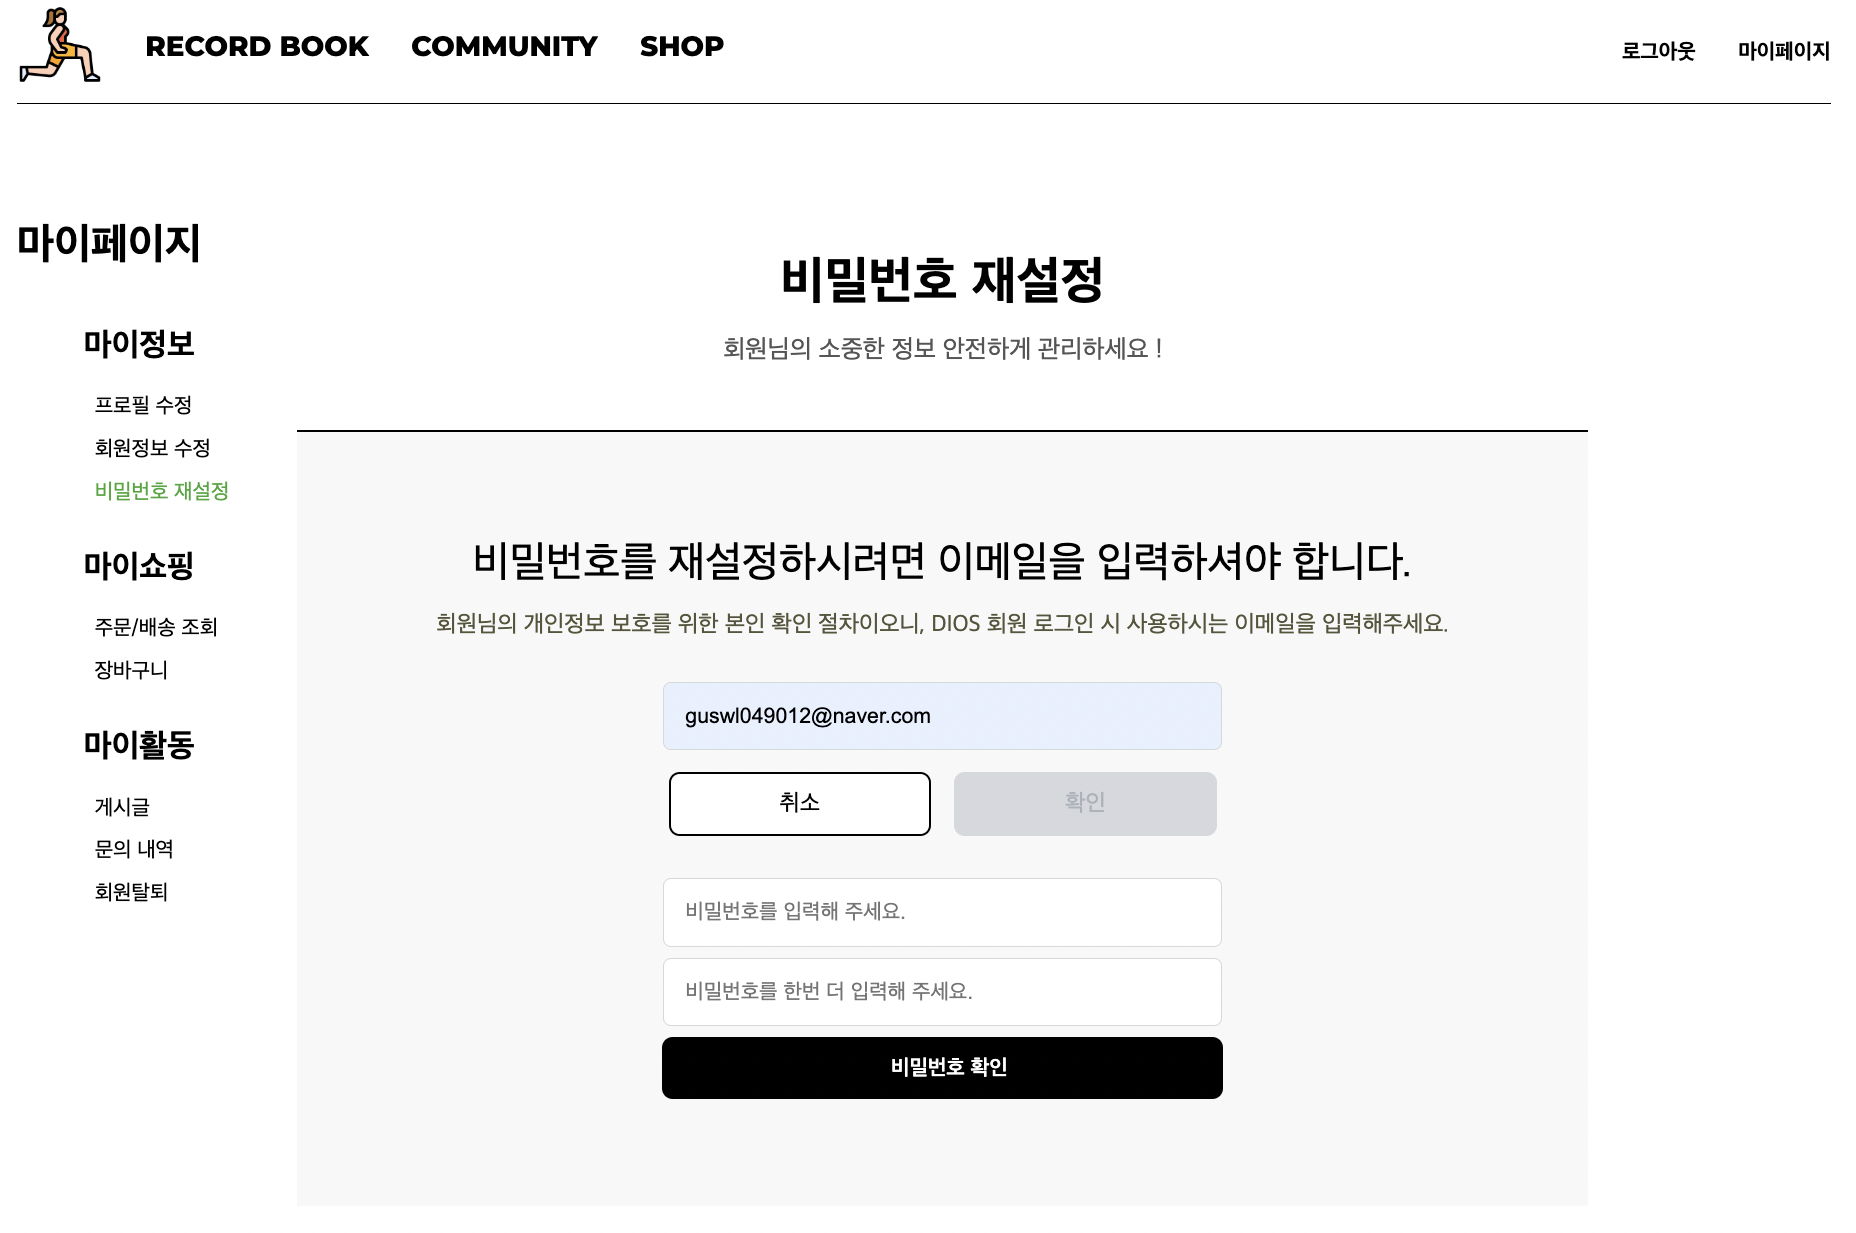 RECORD BOOK COMMUNITY SHOP 로그아웃 마이페이지
마이페이지
마이정보
프로필 수정
회원정보 수정
비밀번호 재설정
마이쇼핑
주문/배송 조회
장바구니
마이활동
게시글
문의 내역
회원탈퇴
비밀번호 재설정
회원님의 소중한 정보 안전하게 관리하세요 !
비밀번호를 재설정하시려면 이메일을 입력하셔야 합니다.
회원님의 개인정보 보호를 위한 본인 확인 절차이오니, DIOS 회원 로그인 시 사용하시는 이메일을 입력해주세요.
guswl049012@naver.com
취소 확인
비밀번호를 입력해 주세요.
비밀번호를 한번 더 입력해 주세요.
비밀번호 확인